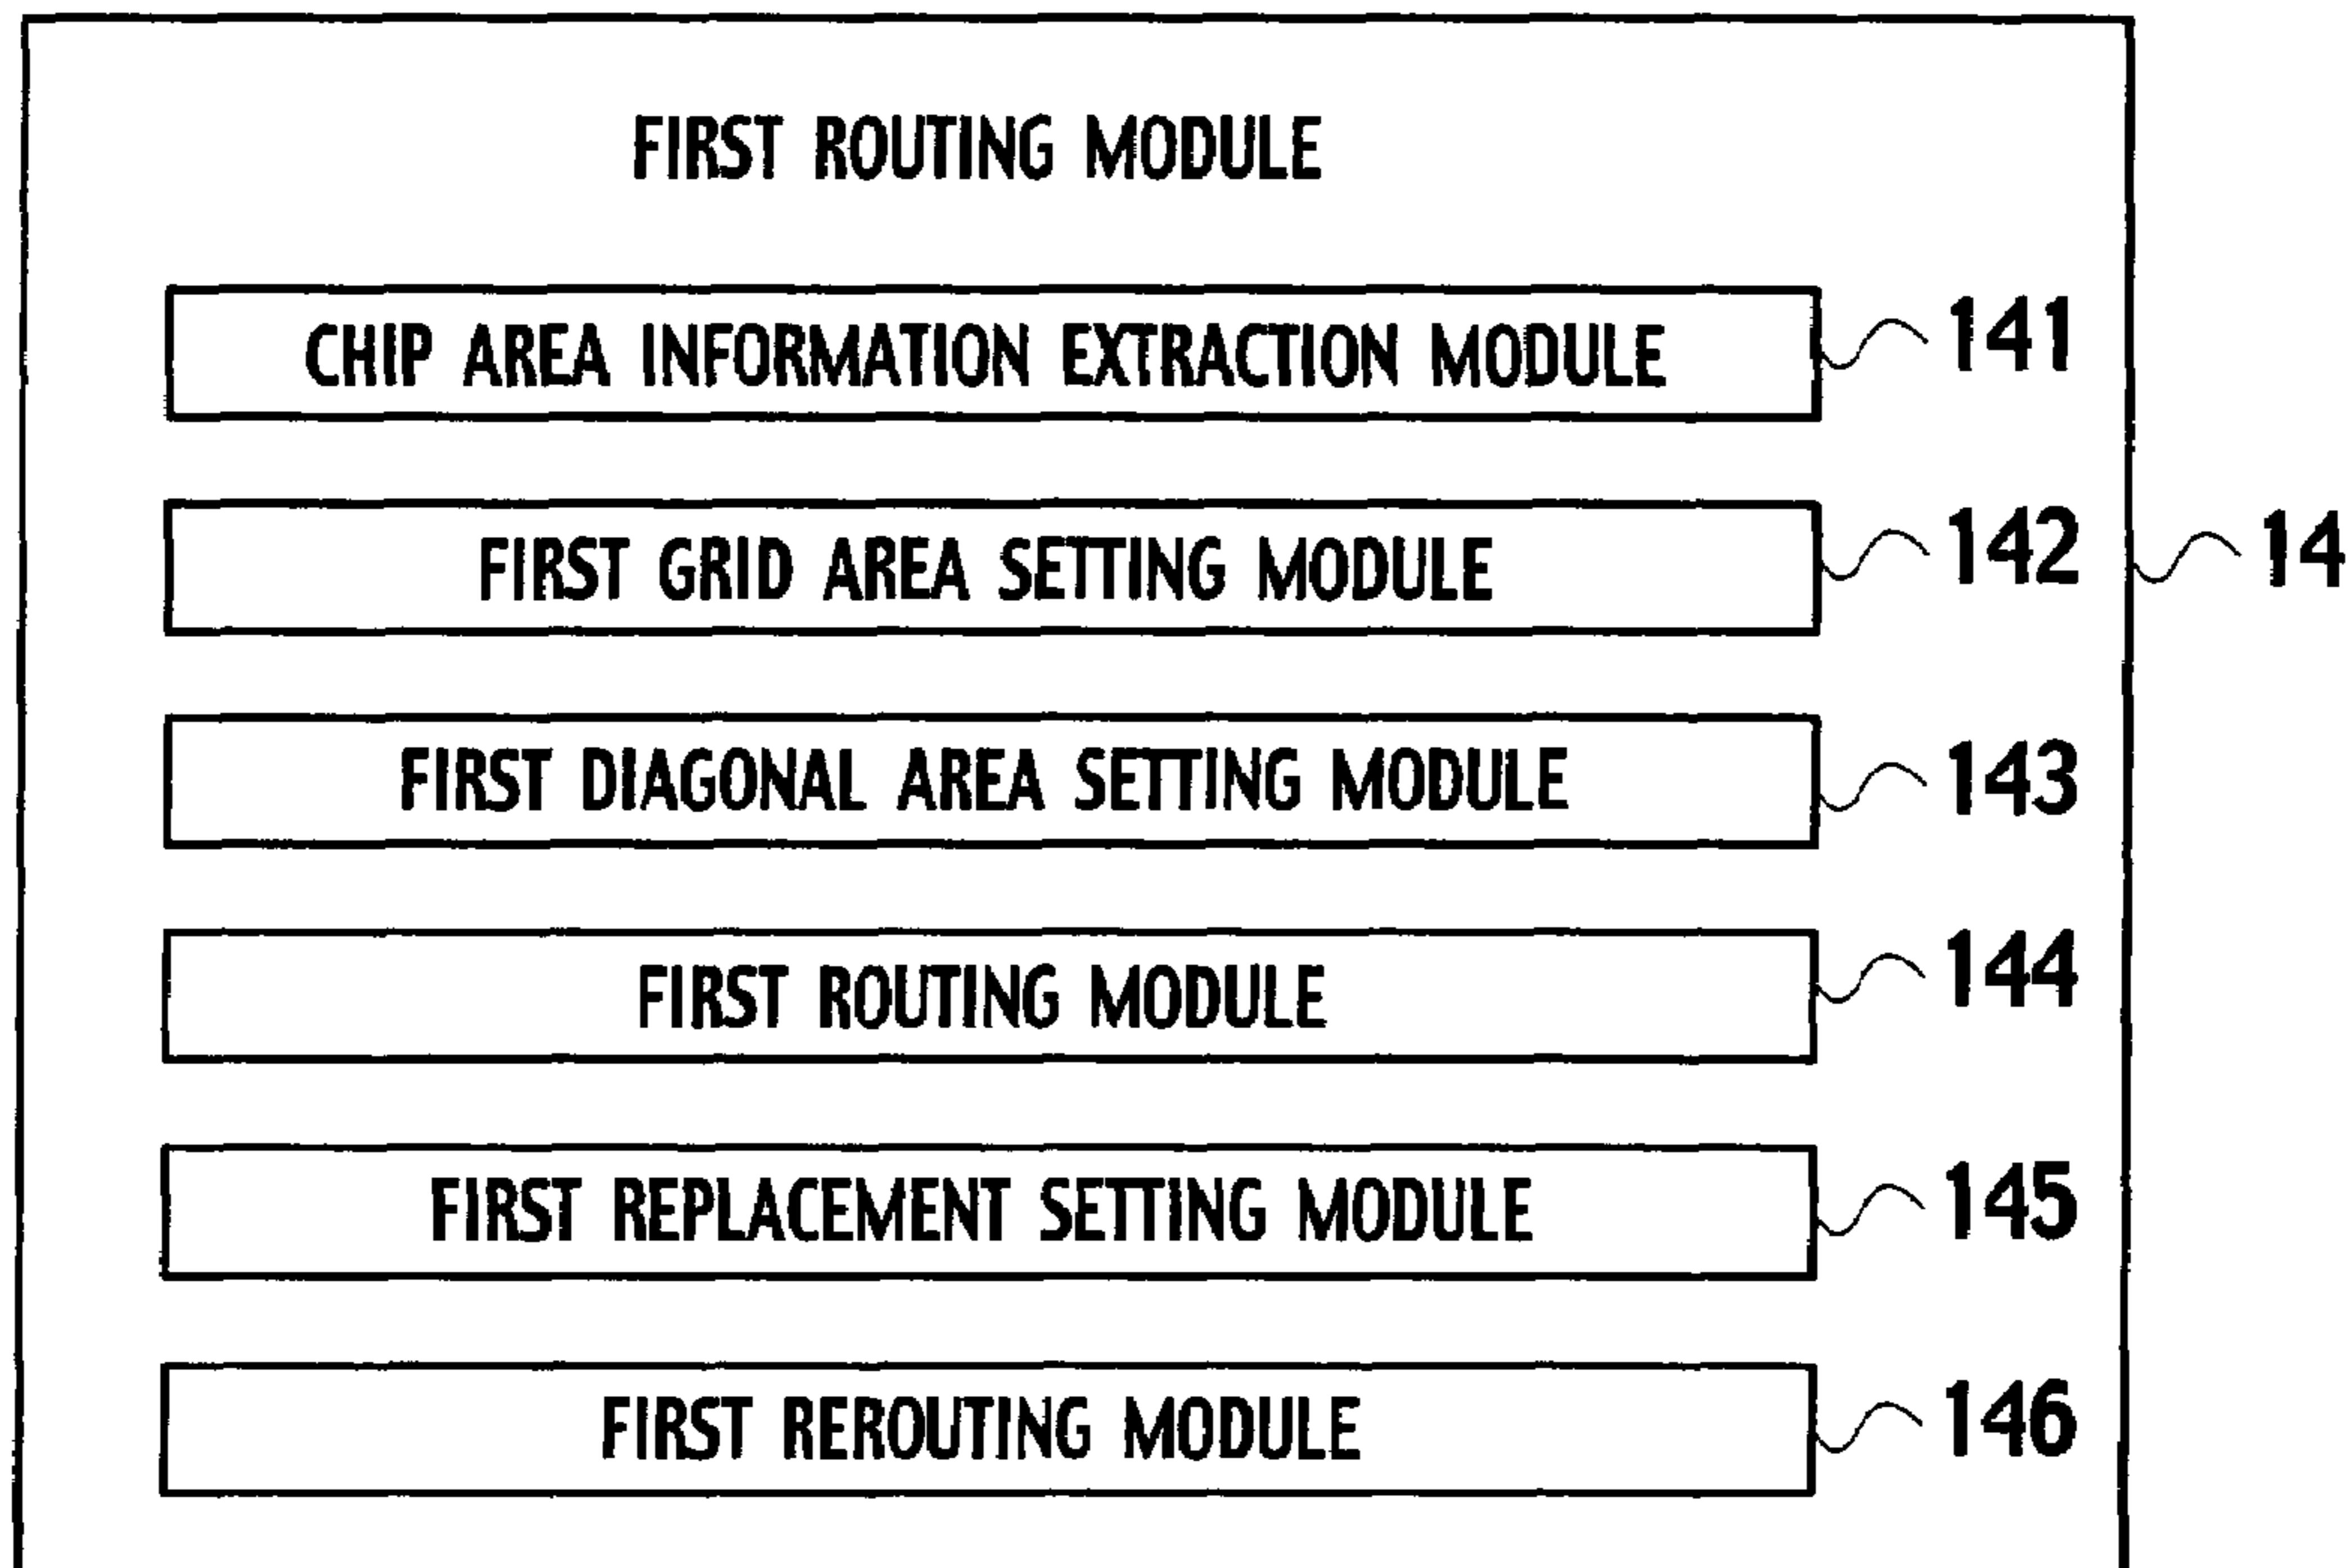 FIRST ROUTING MODULE
CHIP AREA INFORMATION EXTRACTION MODULE 141
FIRST GRID AREA SETTING MODULE 142 14
FIRST DIAGONAL AREA SETTING MODULE 143
FIRST ROUTING MODULE 144
FIRST REPLACEMENT SETTING MODULE 145
FIRST REROUTING MODULE 146